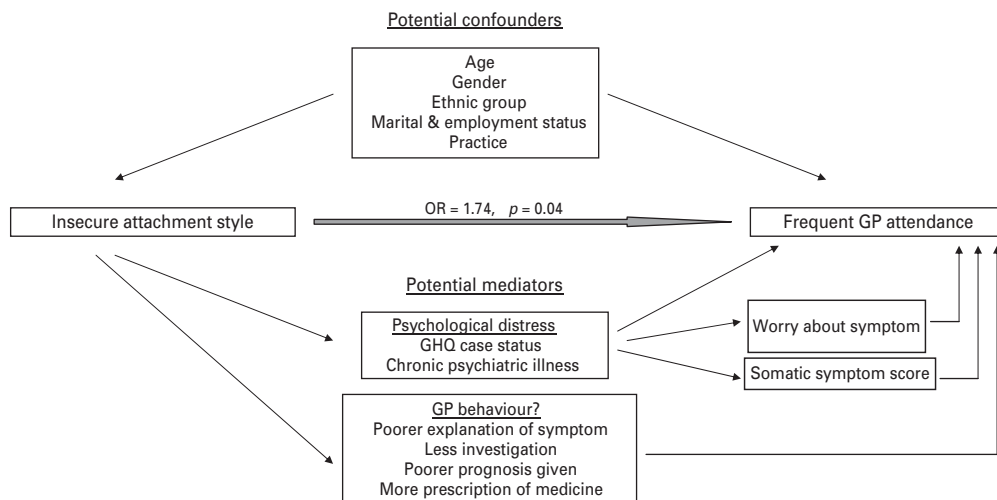 Potential confounders
Age
Gender
Ethnic group
Marital & employment status
Practice
Insecure attachment style
OR = 1.74, p = 0.04
Frequent GP attendance
Potential mediators
Psychological distress
GHQ case status
Chronic psychiatric illness
Worry about symptom
Somatic symptom score
GP behaviour?
Poorer explanation of symptom
Less investigation
Poorer prognosis given
More prescription of medicine